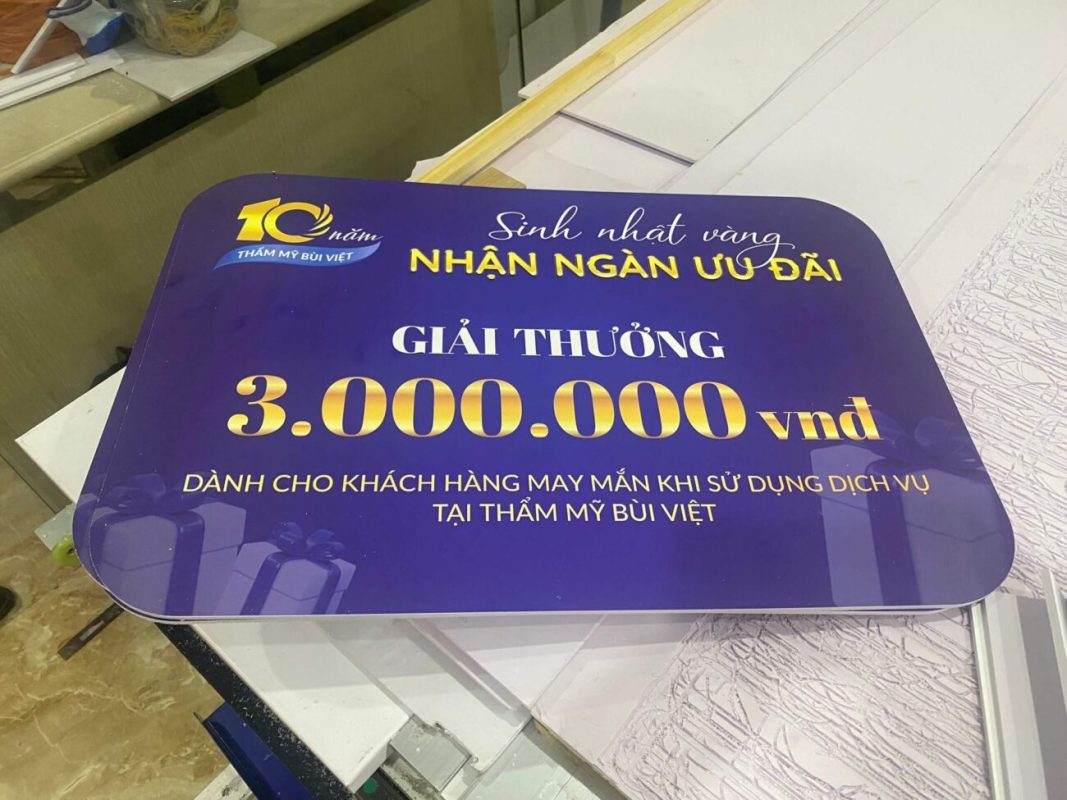 10 năm
THẨM MỸ BÙI VIỆT
Sinh nhật vàng
NHẬN NGÀN ƯU ĐÃI
GIẢI THƯỞNG
3.000.000 vnđ
DÀNH CHO KHÁCH HÀNG MAY MẮN KHI SỬ DỤNG DỊCH VỤ
TẠI THẨM MỸ BÙI VIỆT